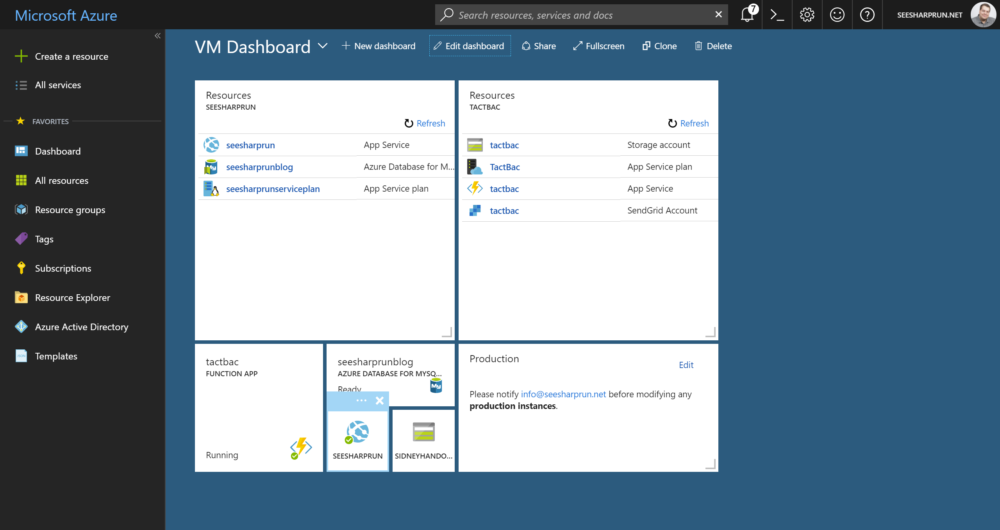 Microsoft Azure
Search resources, services and docs
7
SEESHARPRUN.NET
Create a resource
All services
FAVORITES
Dashboard
All resources
Resource groups
Tags
Subscriptions
Resource Explorer
Azure Active Directory
JSON
Templates
VM Dashboard
New dashboard
Edit dashboard
Share
Fullscreen
Clone
Delete
Resources
SEESHARPRUN
Refresh
seesharprun App Service
My
seesharprunblog Azure Database for M...
seesharprunserviceplan App Service plan
Resources
TACTBAC
Refresh
tactbac Storage account
TactBac App Service plan
tactbac App Service
tactbac SendGrid Account
tactbac
FUNCTION APP
Running
seesharprunblog
AZURE DATABASE FOR MYSQ...
Ready
My
SEESHARPRUN
SIDNEYHANDO...
Production
Edit
Please notify info@seesharprun.net before modifying any
production instances.